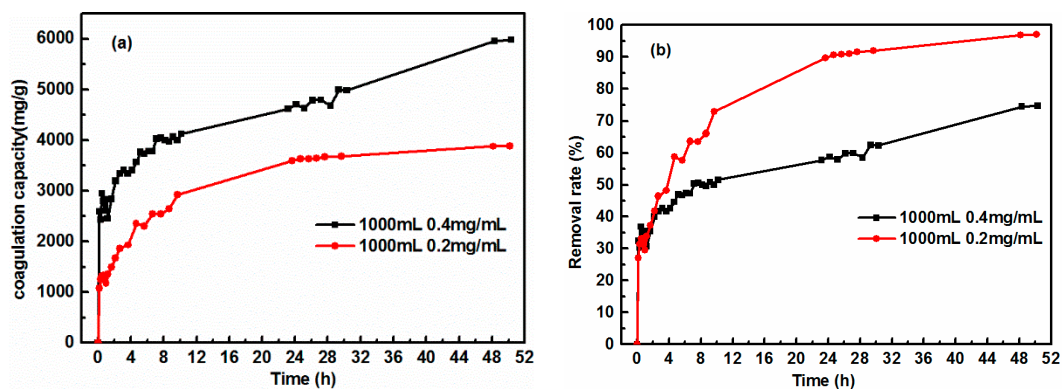 (a)
coagulation capacity(mg/g)
6000
5000
4000
3000
2000
1000
0
1000mL 0.4mg/mL
1000mL 0.2mg/mL
0 4 8 12 16 20 24 28 32 36 40 44 48 52
Time (h)
(b)
Removal rate (%)
100
90
80
70
60
50
40
30
20
10
0
1000mL 0.4mg/mL
1000mL 0.2mg/mL
0 4 8 12 16 20 24 28 32 36 40 44 48 52
Time (h)